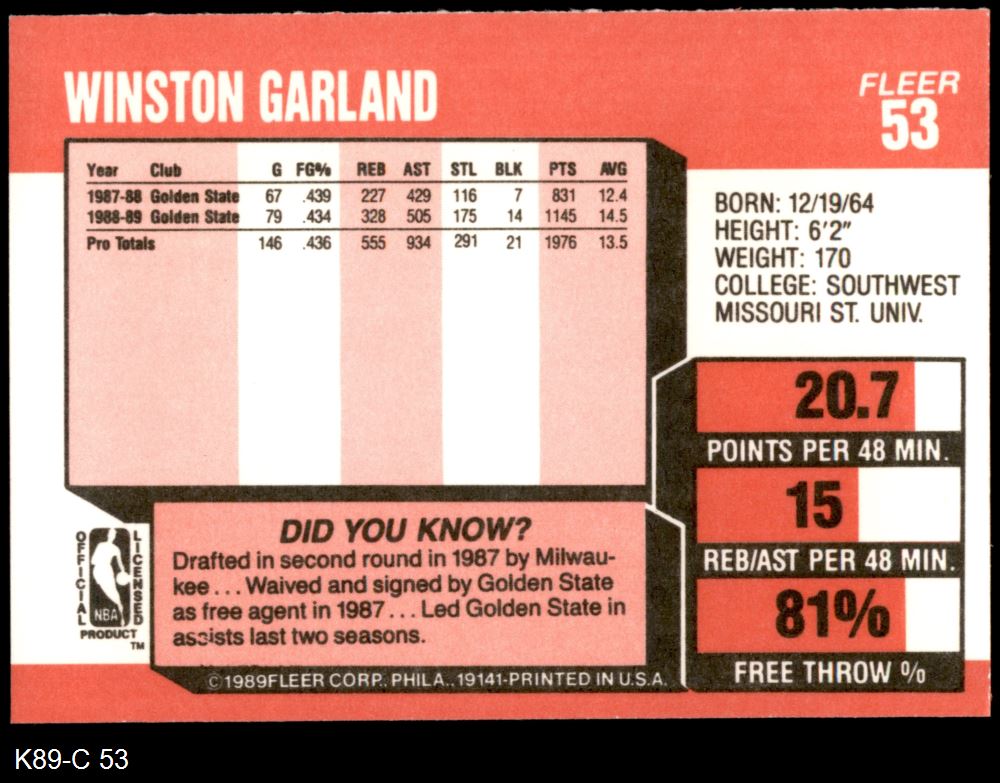 WINSTON GARLAND
FLEER
53
Year Club G FG% REB AST STL BLK PTS AVG
1987-88 Golden State 67 .439 227 429 116 7 831 12.4
1988-89 Golden State 79 .434 328 505 175 14 1145 14.5
Pro Totals 146 .436 555 934 291 21 1976 13.5
BORN: 12/19/64
HEIGHT: 6'2"
WEIGHT: 170
COLLEGE: SOUTHWEST
MISSOURI ST. UNIV.
20.7
POINTS PER 48 MIN.
15
REB/AST PER 48 MIN.
81%
FREE THROW %
OFFICIAL
LICENSED
NBA
PRODUCT
TM
DID YOU KNOW?
Drafted in second round in 1987 by Milwau-
kee... Waived and signed by Golden State
as free agent in 1987... Led Golden State in
assists last two seasons.
©1989FLEER CORP., PHILA., 19141-PRINTED IN U.S.A.
K89-C 53